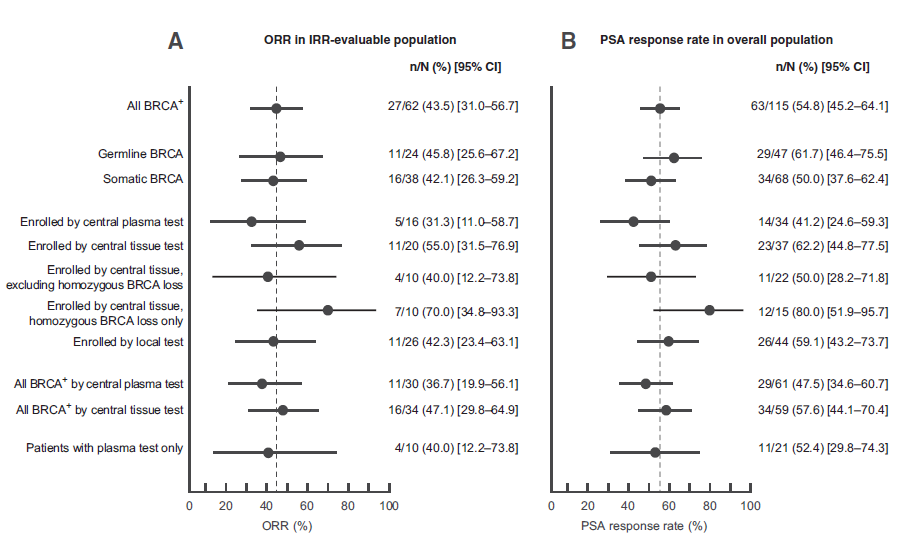 A
ORR in IRR-evaluable population
n/N (%) [95% CI]
All BRCA+ 27/62 (43.5) [31.0–56.7]
Germline BRCA 11/24 (45.8) [25.6–67.2]
Somatic BRCA 16/38 (42.1) [26.3–59.2]
Enrolled by central plasma test 5/16 (31.3) [11.0–58.7]
Enrolled by central tissue test 11/20 (55.0) [31.5–76.9]
Enrolled by central tissue,
excluding homozygous BRCA loss 4/10 (40.0) [12.2–73.8]
Enrolled by central tissue,
homozygous BRCA loss only 7/10 (70.0) [34.8–93.3]
Enrolled by local test 11/26 (42.3) [23.4–63.1]
All BRCA+ by central plasma test 11/30 (36.7) [19.9–56.1]
All BRCA+ by central tissue test 16/34 (47.1) [29.8–64.9]
Patients with plasma test only 4/10 (40.0) [12.2–73.8]
0 20 40 60 80 100
ORR (%)
B
PSA response rate in overall population
n/N (%) [95% CI]
63/115 (54.8) [45.2–64.1]
29/47 (61.7) [46.4–75.5]
34/68 (50.0) [37.6–62.4]
14/34 (41.2) [24.6–59.3]
23/37 (62.2) [44.8–77.5]
11/22 (50.0) [28.2–71.8]
12/15 (80.0) [51.9–95.7]
26/44 (59.1) [43.2–73.7]
29/61 (47.5) [34.6–60.7]
34/59 (57.6) [44.1–70.4]
11/21 (52.4) [29.8–74.3]
0 20 40 60 80 100
PSA response rate (%)